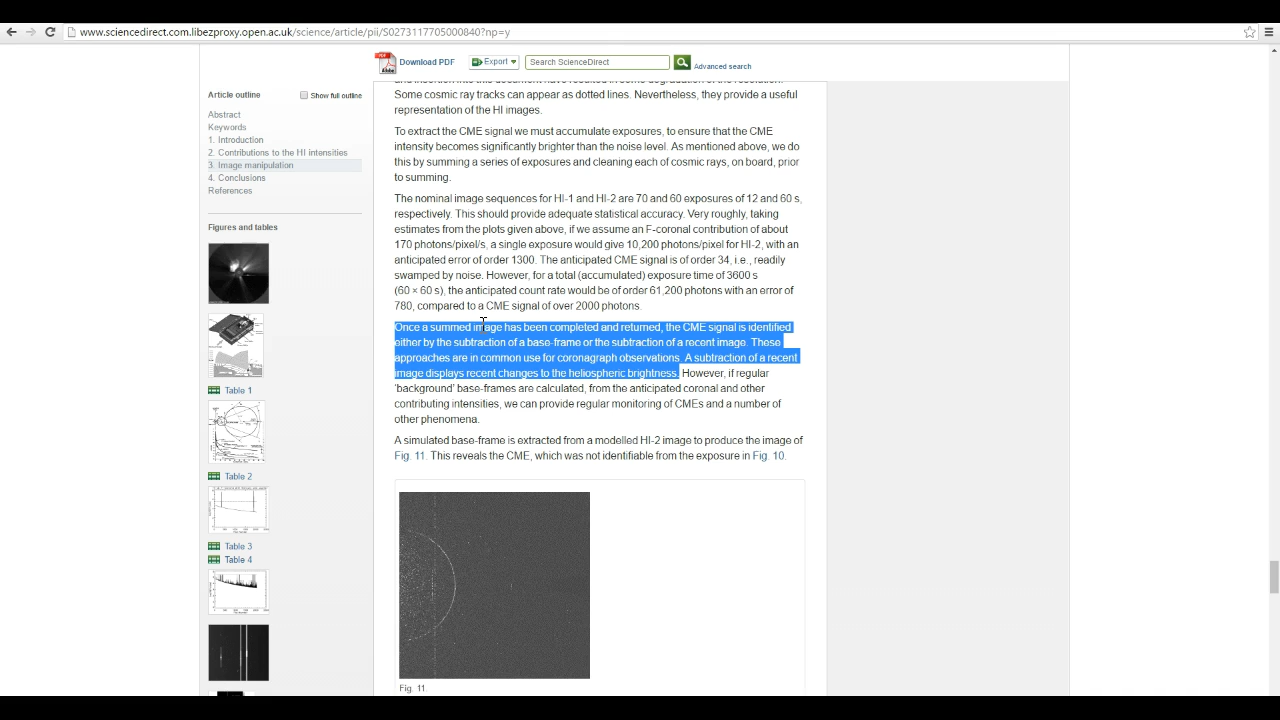 www.sciencedirect.com.libezproxy.open.ac.uk/science/article/pii/S0273117705000840?np=y
Download PDF
Export
Search ScienceDirect
Advanced search
Article outline
Show full outline
Abstract
Keywords
1. Introduction
2. Contributions to the HI intensities
3. Image manipulation
4. Conclusions
References
Figures and tables
Table 1
Table 2
Table 3
Table 4
Some cosmic ray tracks can appear as dotted lines. Nevertheless, they provide a useful
representation of the HI images.
To extract the CME signal we must accumulate exposures, to ensure that the CME
intensity becomes significantly brighter than the noise level. As mentioned above, we do
this by summing a series of exposures and cleaning each of cosmic rays, on board, prior
to summing.
The nominal image sequences for HI-1 and HI-2 are 70 and 60 exposures of 12 and 60 s,
respectively. This should provide adequate statistical accuracy. Very roughly, taking
estimates from the plots given above, if we assume an F-coronal contribution of about
170 photons/pixel/s, a single exposure would give 10,200 photons/pixel for HI-2, with an
anticipated error of order 1300. The anticipated CME signal is of order 34, i.e., readily
swamped by noise. However, for a total (accumulated) exposure time of 3600 s
(60 × 60 s), the anticipated count rate would be of order 61,200 photons with an error of
780, compared to a CME signal of over 2000 photons.
Once a summed image has been completed and returned, the CME signal is identified
either by the subtraction of a base-frame or the subtraction of a recent image. These
approaches are in common use for coronagraph observations. A subtraction of a recent
image displays recent changes to the heliospheric brightness. However, if regular
'background' base-frames are calculated, from the anticipated coronal and other
contributing intensities, we can provide regular monitoring of CMEs and a number of
other phenomena.
A simulated base-frame is extracted from a modelled HI-2 image to produce the image of
Fig. 11. This reveals the CME, which was not identifiable from the exposure in Fig. 10.
Fig. 11.